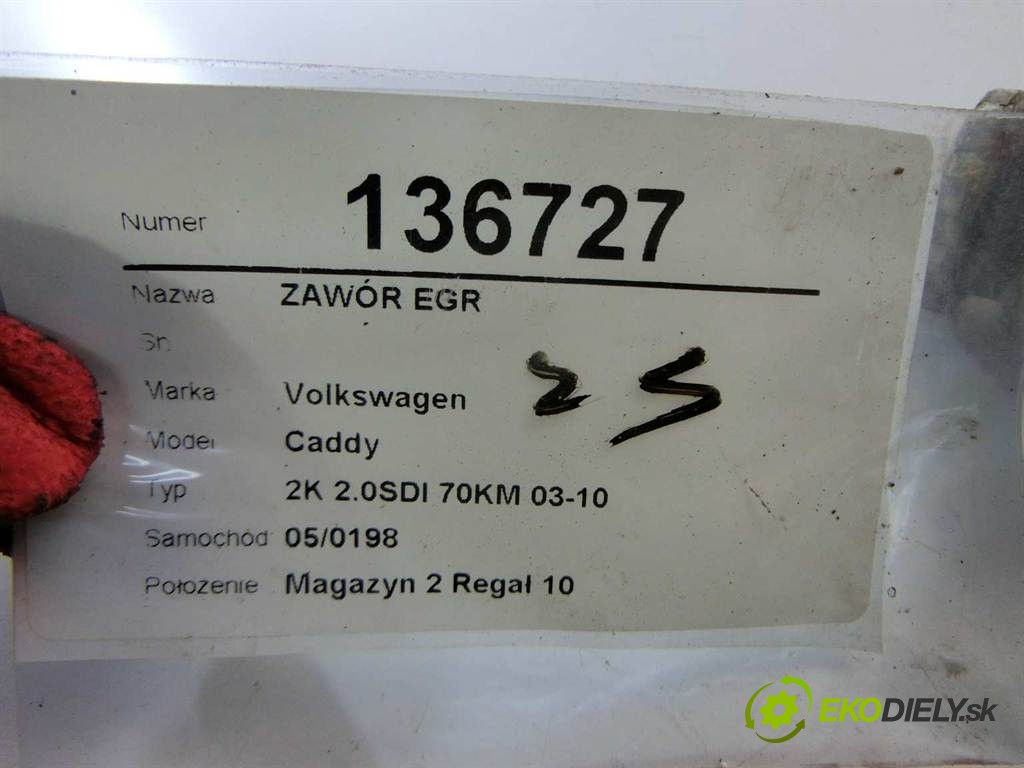 Numer 136727
Nazwa ZAWÓR EGR
Sn
Marka Volkswagen
25
Model Caddy
Typ 2K 2.0SDI 70KM 03-10
Samochód 05/0198
Położenie Magazyn 2 Regał 10
EKODIELY.sk